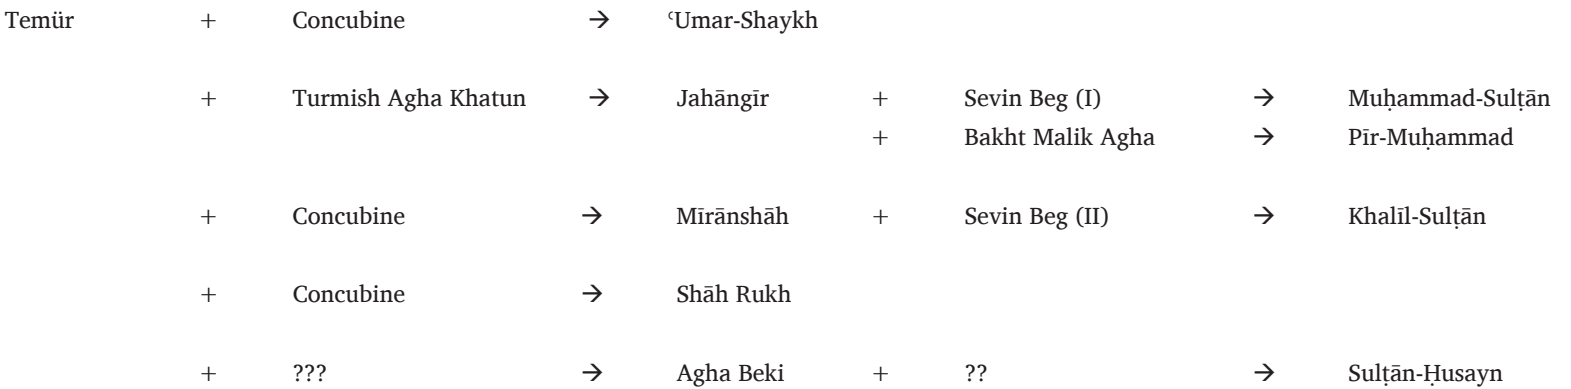 Temür + Concubine → ʿUmar-Shaykh
+ Turmish Agha Khatun → Jahāngīr + Sevin Beg (I) → Muḥammad-Sulṭān
+ Bakht Malik Agha → Pīr-Muḥammad
+ Concubine → Mīrānshāh + Sevin Beg (II) → Khalīl-Sulṭān
+ Concubine → Shāh Rukh
+ ??? → Agha Beki + ?? → Sulṭān-Ḥusayn